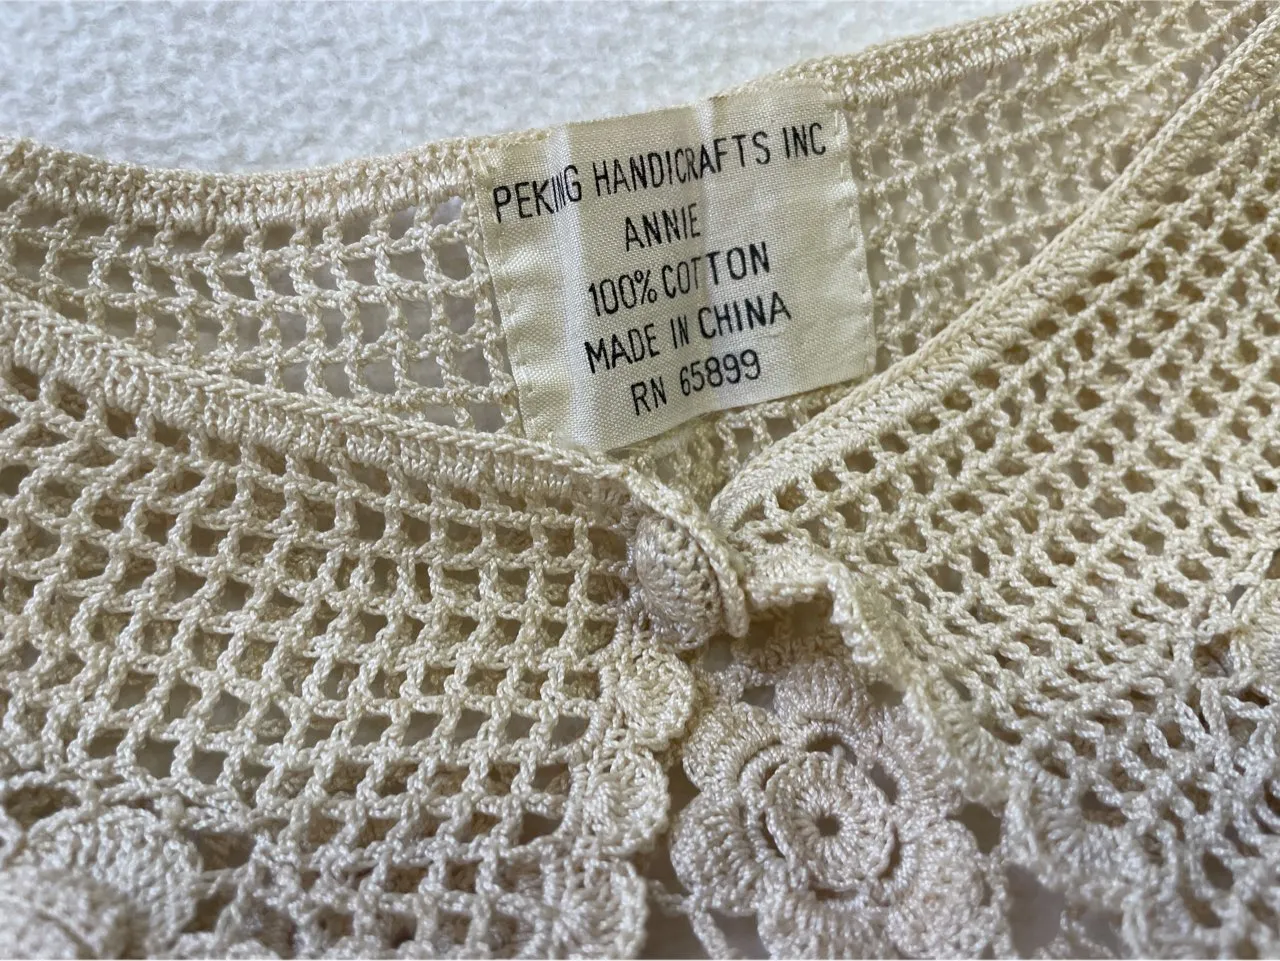 PEKING HANDICRAFTS INC
ANNIE
100% COTTON
MADE IN CHINA
RN 65899